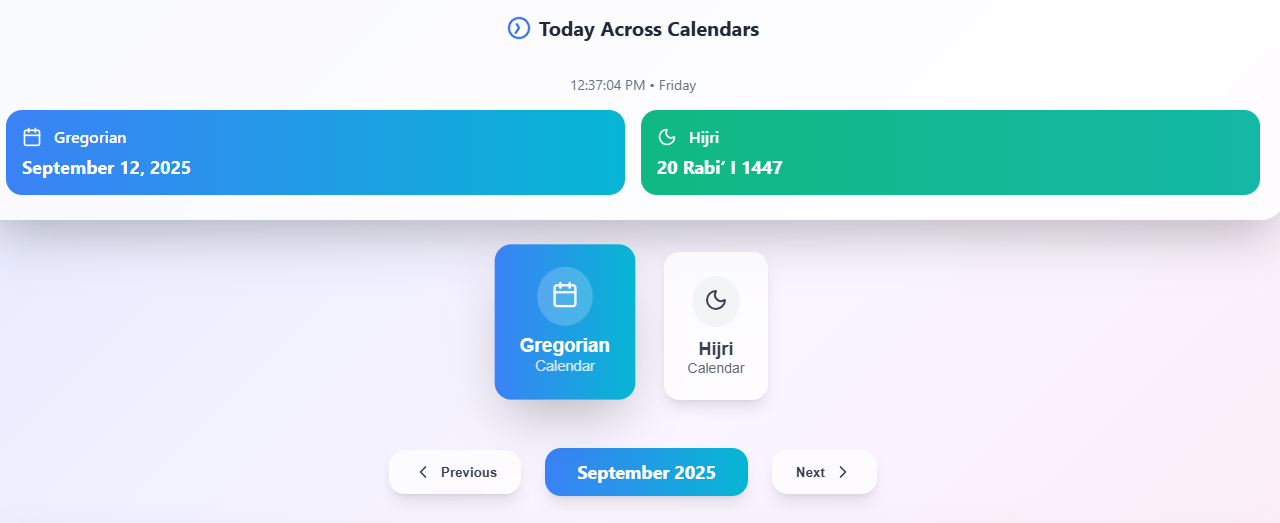 Today Across Calendars
12:37:04 PM • Friday
Gregorian
September 12, 2025
Hijri
20 Rabiʻ I 1447
Gregorian
Calendar
Hijri
Calendar
Previous
September 2025
Next